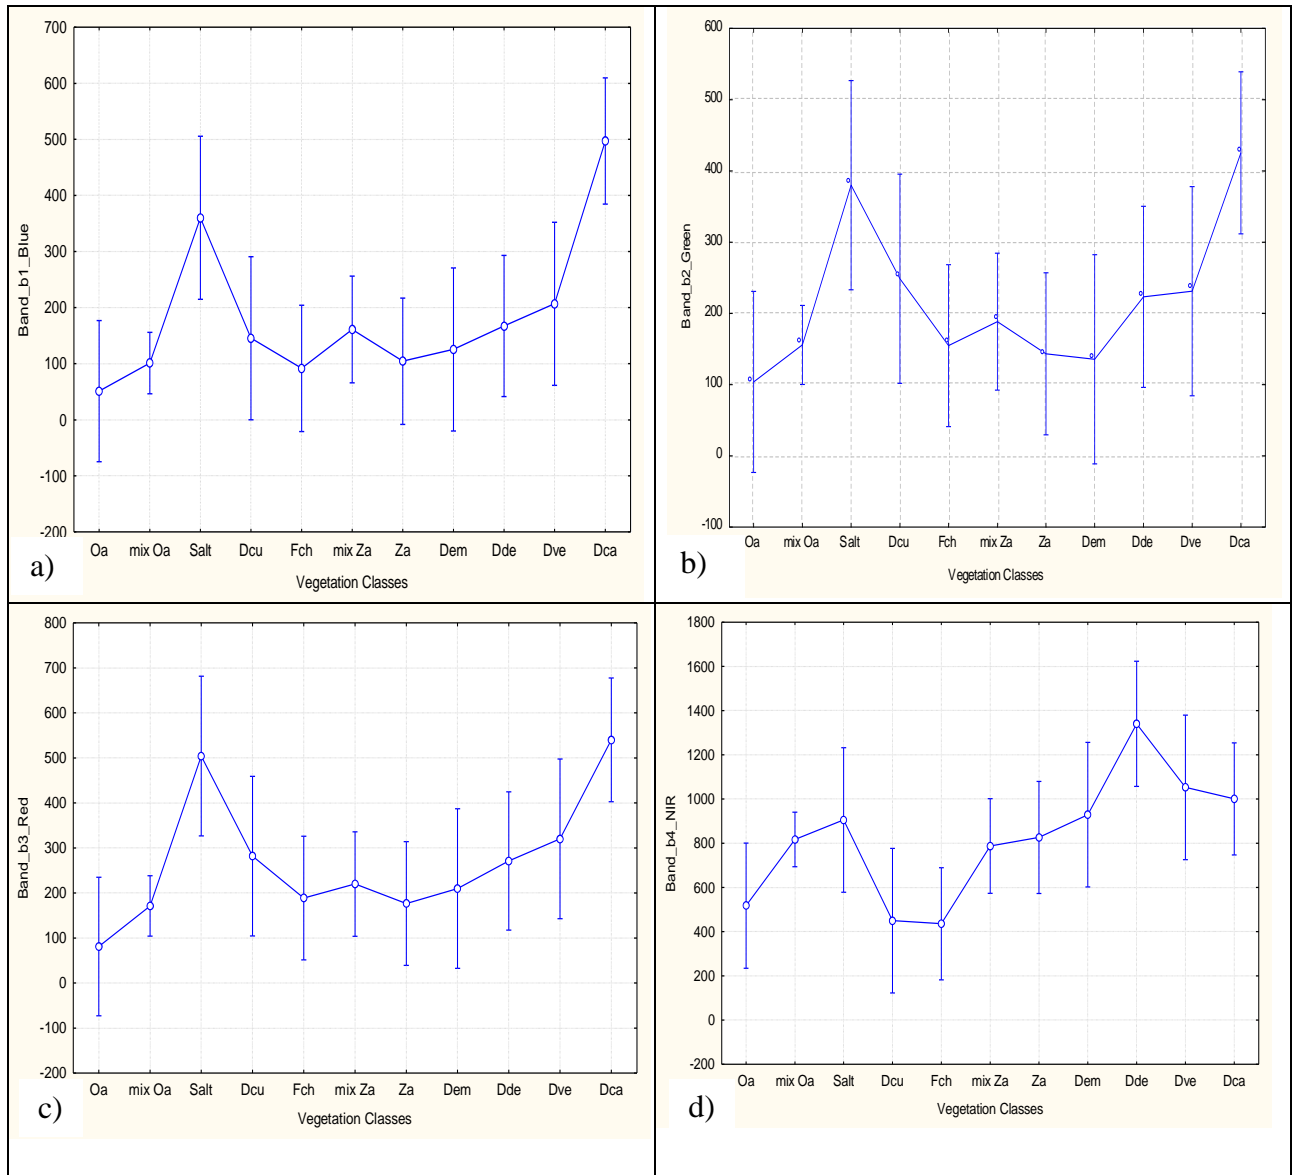 700
600
500
400
300
200
100
0
-100
-200
Band_b1_Blue
Oa mix Oa Salt Dcu Fch mix Za Za Dem Dde Dve Dca
Vegetation Classes
a)
600
500
400
300
200
100
0
-100
Band_b2_Green
Oa mix Oa Salt Dcu Fch mix Za Za Dem Dde Dve Dca
Vegetation Classes
b)
800
700
600
500
400
300
200
100
0
-100
-200
Band_b3_Red
Oa mix Oa Salt Dcu Fch mix Za Za Dem Dde Dve Dca
Vegetation Classes
c)
1800
1600
1400
1200
1000
800
600
400
200
0
-200
Band_b4_NIR
Oa mix Oa Salt Dcu Fch mix Za Za Dem Dde Dve Dca
Vegetation Classes
d)